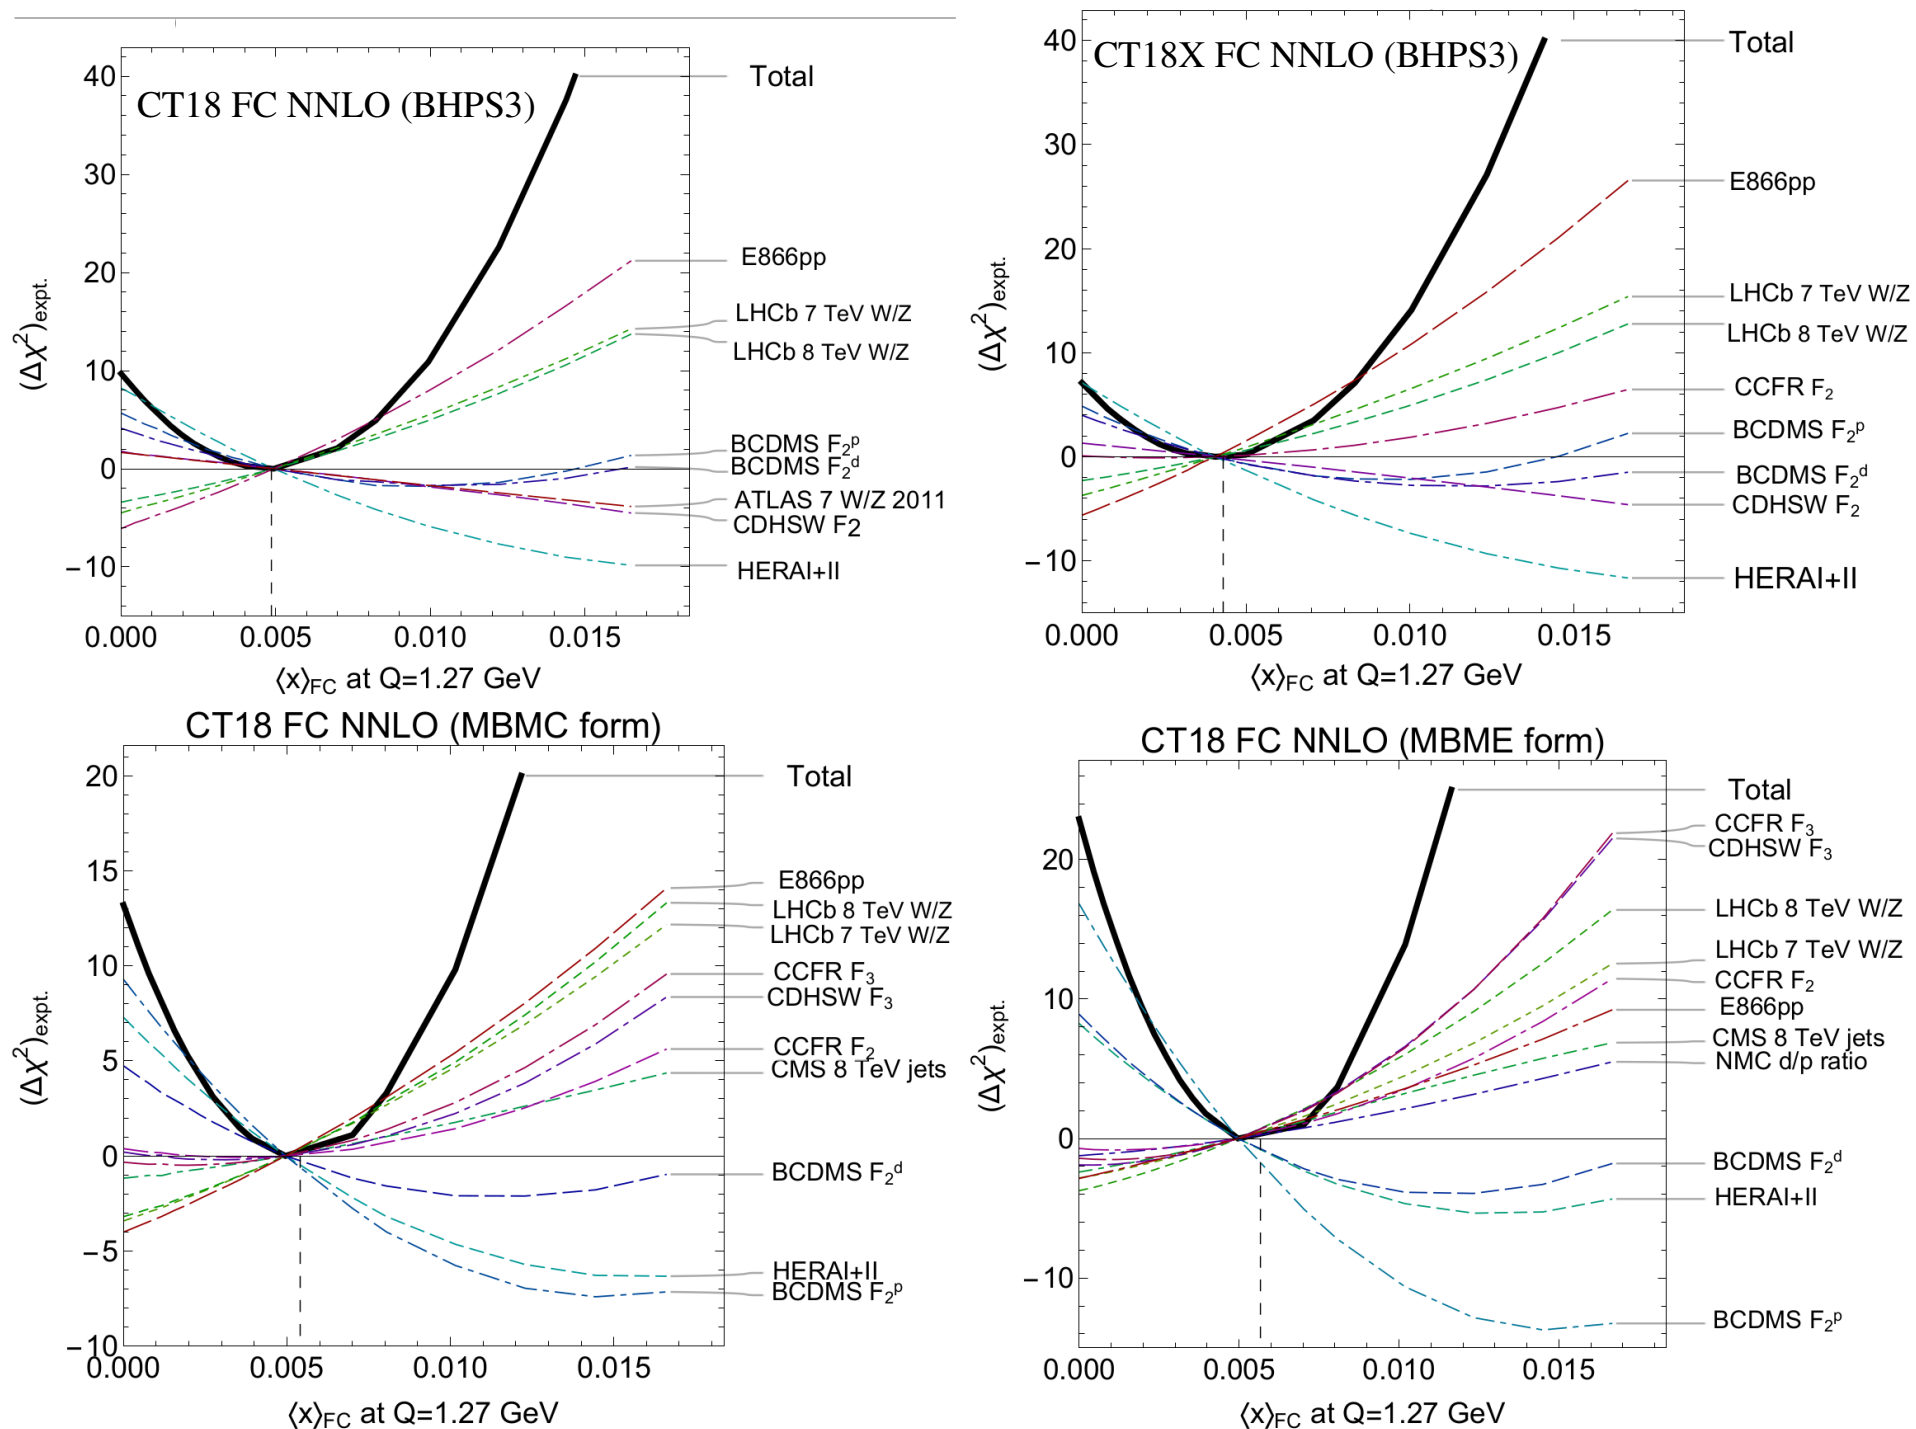 CT18 FC NNLO (BHPS3)
40
30
20
10
0
−10
(Δχ²)expt.
Total
E866pp
LHCb 7 TeV W/Z
LHCb 8 TeV W/Z
BCDMS F₂ᵖ
BCDMS F₂ᵈ
ATLAS 7 W/Z 2011
CDHSW F2
HERAI+II
0.000 0.005 0.010 0.015
⟨x⟩FC at Q=1.27 GeV
CT18X FC NNLO (BHPS3)
40
30
20
10
0
−10
(Δχ²)expt.
Total
E866pp
LHCb 7 TeV W/Z
LHCb 8 TeV W/Z
CCFR F₂
BCDMS F₂ᵖ
BCDMS F₂ᵈ
CDHSW F₂
HERAI+II
0.000 0.005 0.010 0.015
⟨x⟩FC at Q=1.27 GeV
CT18 FC NNLO (MBMC form)
20
15
10
5
0
−5
−10
(Δχ²)expt.
Total
E866pp
LHCb 8 TeV W/Z
LHCb 7 TeV W/Z
CCFR F₃
CDHSW F₃
CCFR F₂
CMS 8 TeV jets
BCDMS F₂ᵈ
HERAI+II
BCDMS F₂ᵖ
0.000 0.005 0.010 0.015
⟨x⟩FC at Q=1.27 GeV
CT18 FC NNLO (MBME form)
20
10
0
−10
(Δχ²)expt.
Total
CCFR F₃
CDHSW F₃
LHCb 8 TeV W/Z
LHCb 7 TeV W/Z
CCFR F₂
E866pp
CMS 8 TeV jets
NMC d/p ratio
BCDMS F₂ᵈ
HERAI+II
BCDMS F₂ᵖ
0.000 0.005 0.010 0.015
⟨x⟩FC at Q=1.27 GeV